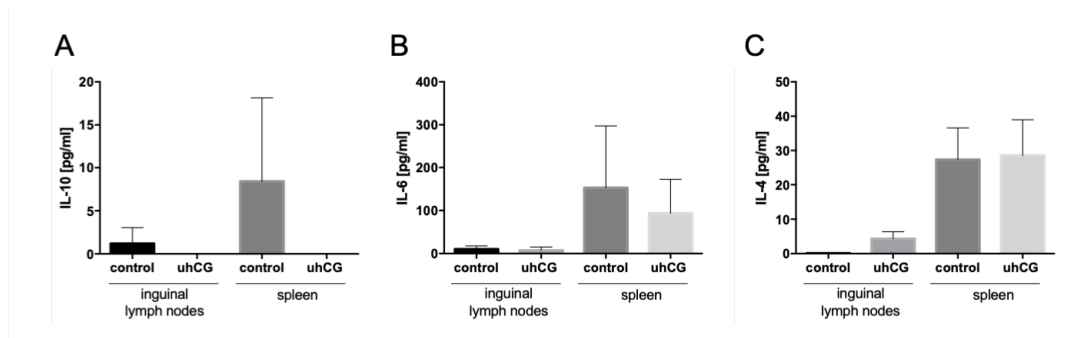 A
IL-10 [pg/ml]
20
15
10
5
0
control uhCG control uhCG
inguinal
lymph nodes
spleen
B
IL-6 [pg/ml]
400
300
200
100
0
control uhCG control uhCG
inguinal
lymph nodes
spleen
C
IL-4 [pg/ml]
50
40
30
20
10
0
control uhCG control uhCG
inguinal
lymph nodes
spleen